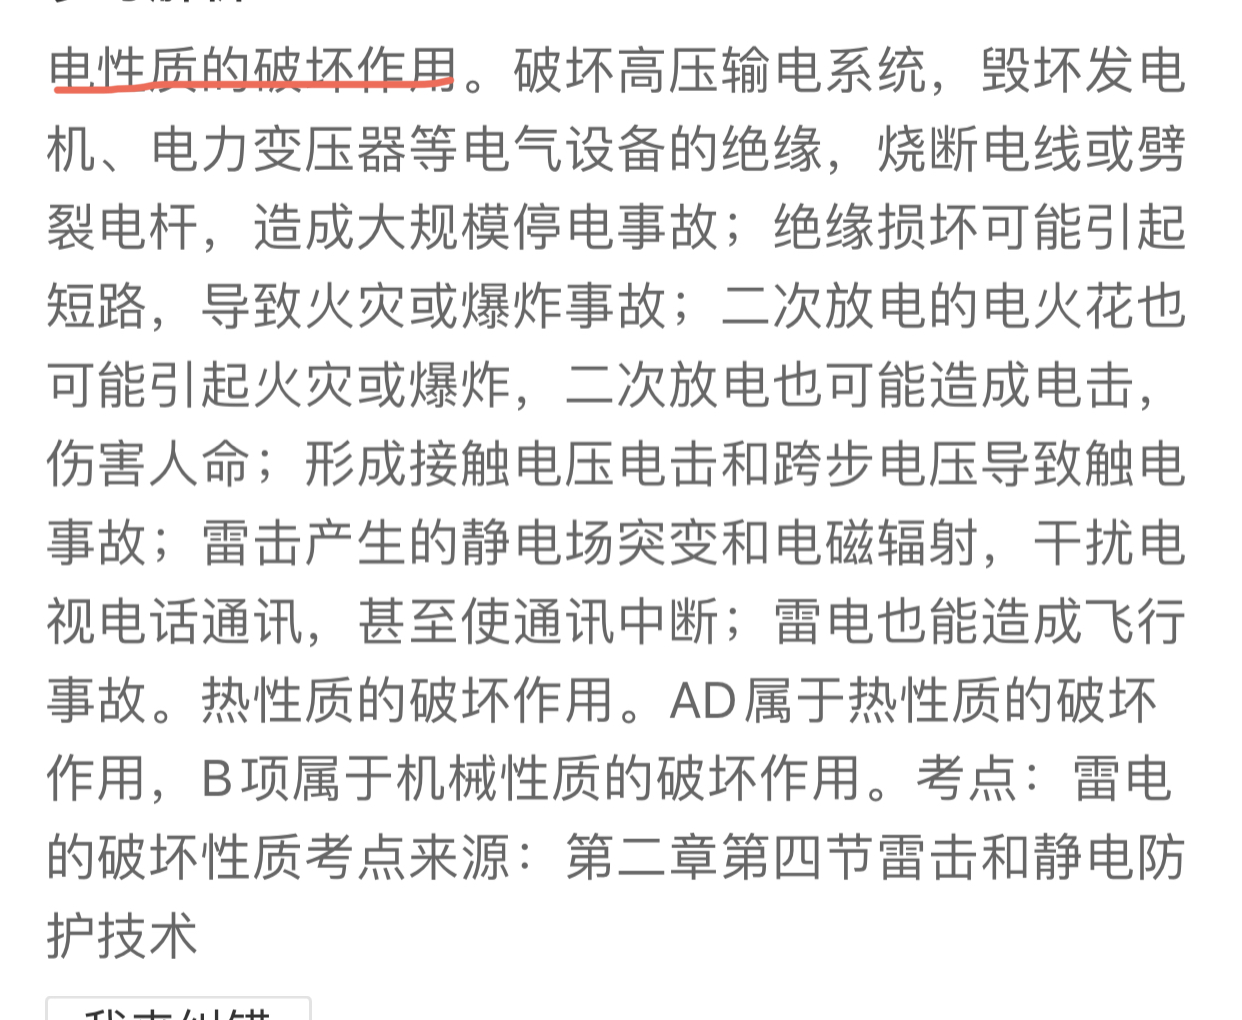 电性质的破坏作用。破坏高压输电系统，毁坏发电
机、电力变压器等电气设备的绝缘，烧断电线或劈
裂电杆，造成大规模停电事故；绝缘损坏可能引起
短路，导致火灾或爆炸事故；二次放电的电火花也
可能引起火灾或爆炸，二次放电也可能造成电击，
伤害人命；形成接触电压电击和跨步电压导致触电
事故；雷击产生的静电场突变和电磁辐射，干扰电
视电话通讯，甚至使通讯中断；雷电也能造成飞行
事故。热性质的破坏作用。AD属于热性质的破坏
作用，B项属于机械性质的破坏作用。考点：雷电
的破坏性质考点来源：第二章第四节雷击和静电防
护技术
我来纠错